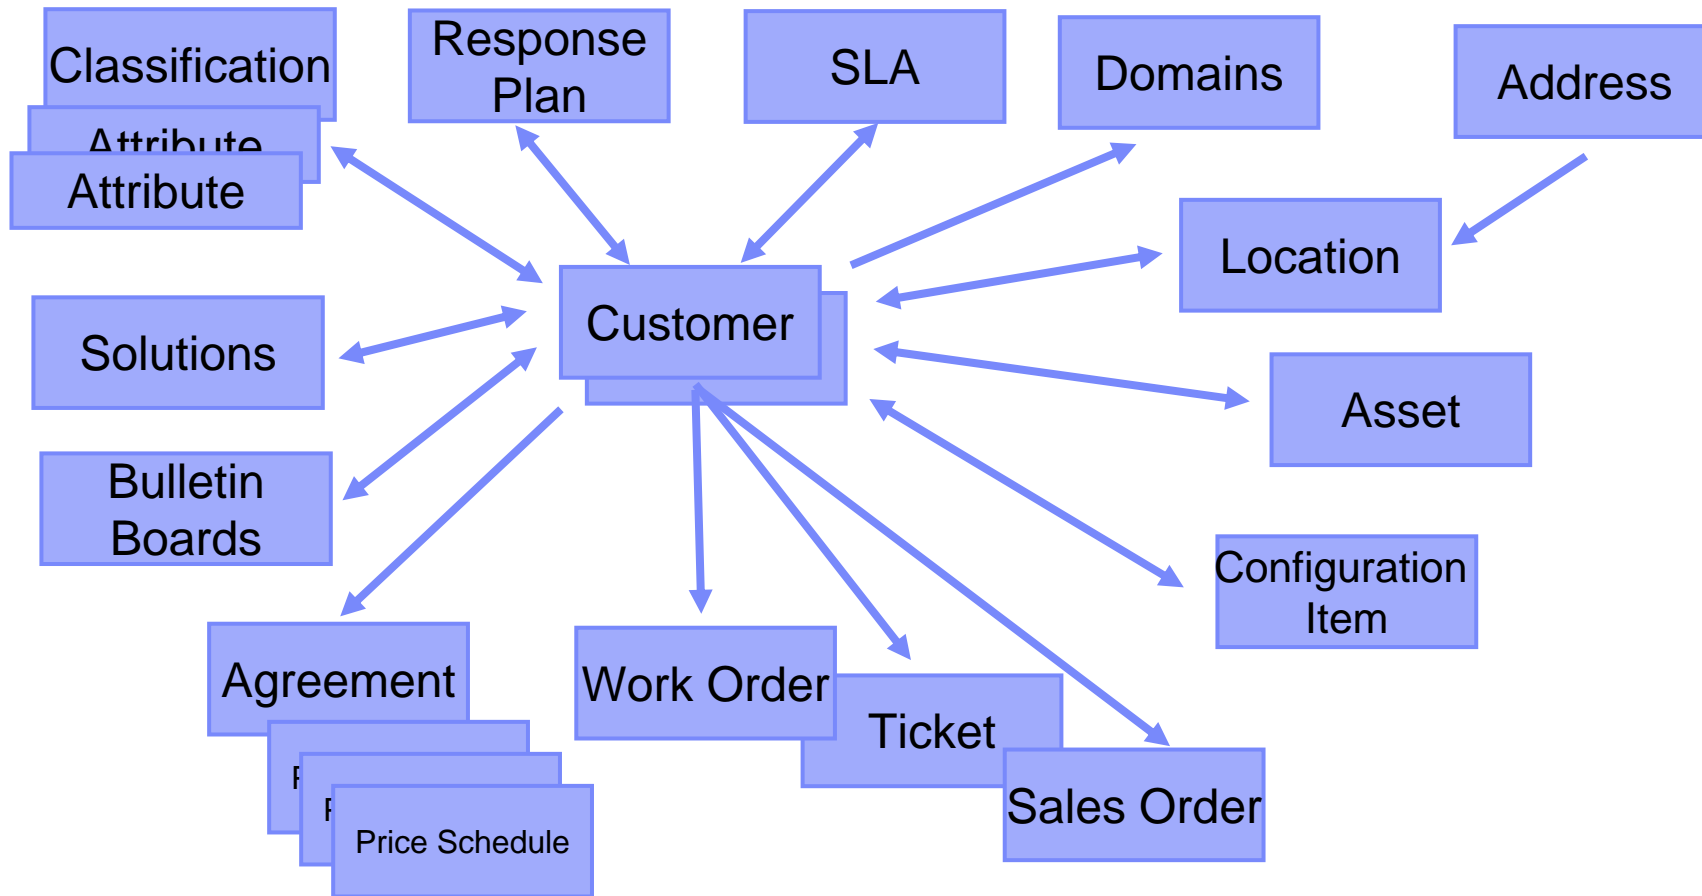 Classification
Attribute
Attribute
Response
Plan
SLA
Domains
Address
Location
Customer
Solutions
Asset
Bulletin
Boards
Configuration
Item
Agreement
Work Order
Ticket
Sales Order
Price Schedule